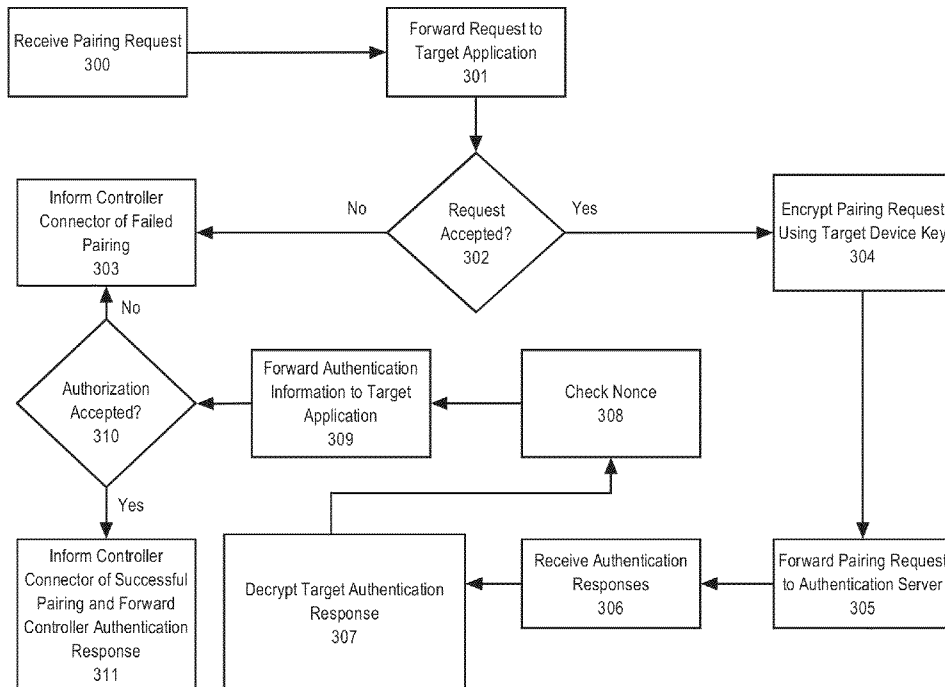 Receive Pairing Request
300
Forward Request to
Target Application
301
Inform Controller
Connector of Failed
Pairing
303
No
Request
Accepted?
302
Yes
Encrypt Pairing Request
Using Target Device Key
304
No
Authorization
Accepted?
310
Forward Authentication
Information to Target
Application
309
Check Nonce
308
Yes
Inform Controller
Connector of Successful
Pairing and Forward
Controller Authentication
Response
311
Decrypt Target Authentication
Response
307
Receive Authentication
Responses
306
Forward Pairing Request
to Authentication Server
305